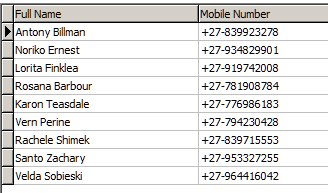 Full Name Mobile Number
Antony Billman +27-839923278
Noriko Ernest +27-934829901
Lorita Finklea +27-919742008
Rosana Barbour +27-781908784
Karon Teasdale +27-776986183
Vern Perine +27-794230428
Rachele Shimek +27-839715553
Santo Zachary +27-953327255
Velda Sobieski +27-964416042